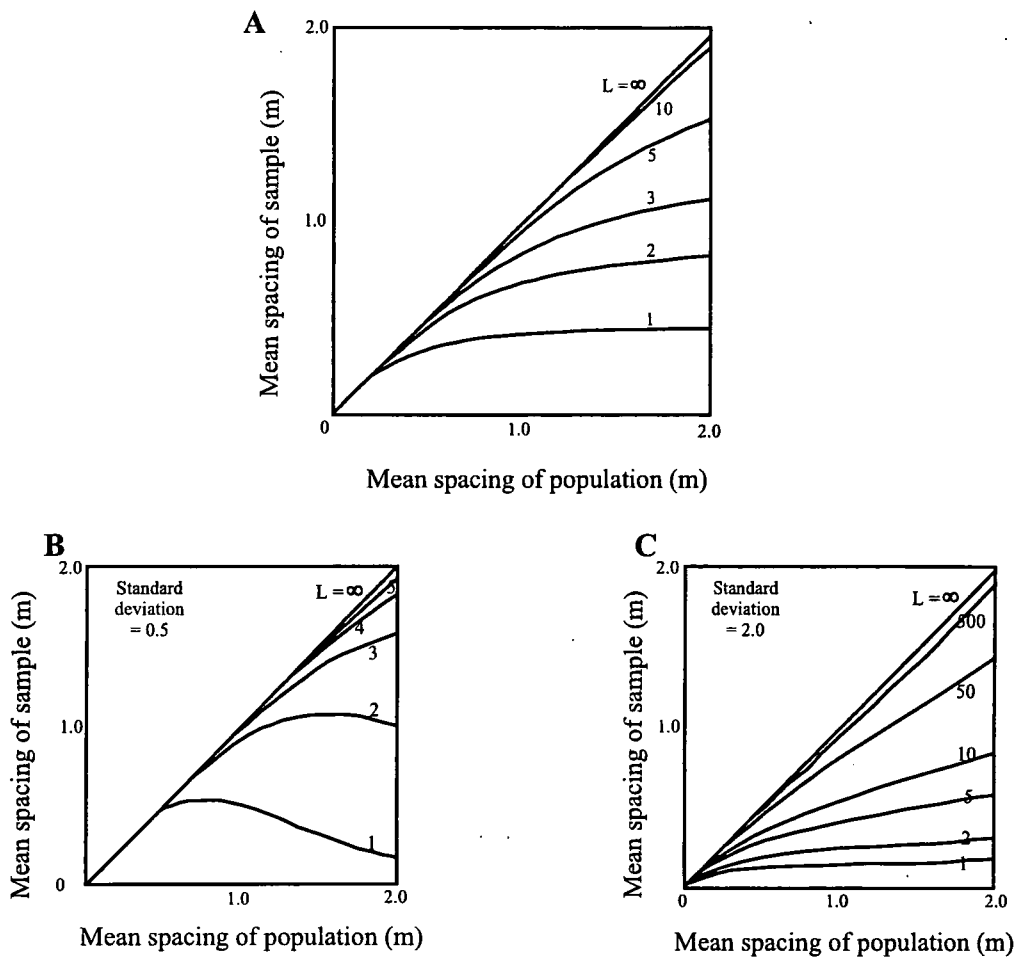 A
2.0
L = ∞
10
5
3
2
1
1.0
0
1.0
2.0
Mean spacing of sample (m)
Mean spacing of population (m)
B
2.0
Standard
deviation
= 0.5
L = ∞
5
4
3
2
1
1.0
0
1.0
2.0
Mean spacing of sample (m)
Mean spacing of population (m)
C
2.0
Standard
deviation
= 2.0
L = ∞
50
10
5
2
1
1.0
0
1.0
2.0
Mean spacing of sample (m)
Mean spacing of population (m)